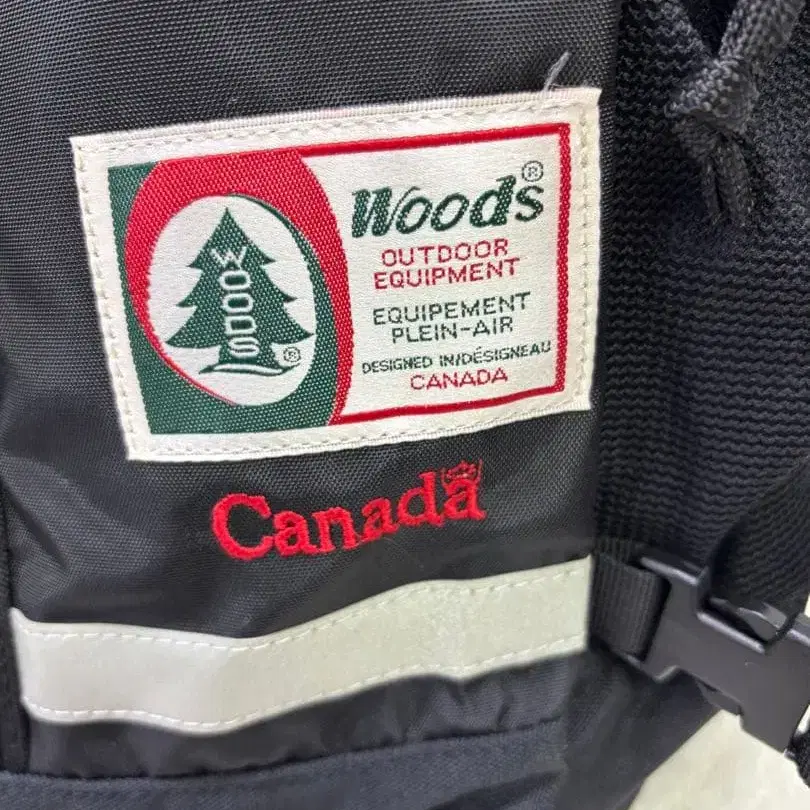 WOODS
®
Woods®
OUTDOOR
EQUIPMENT
EQUIPEMENT
PLEIN-AIR
DESIGNED IN/DÉSIGNEAU
CANADA
Canada